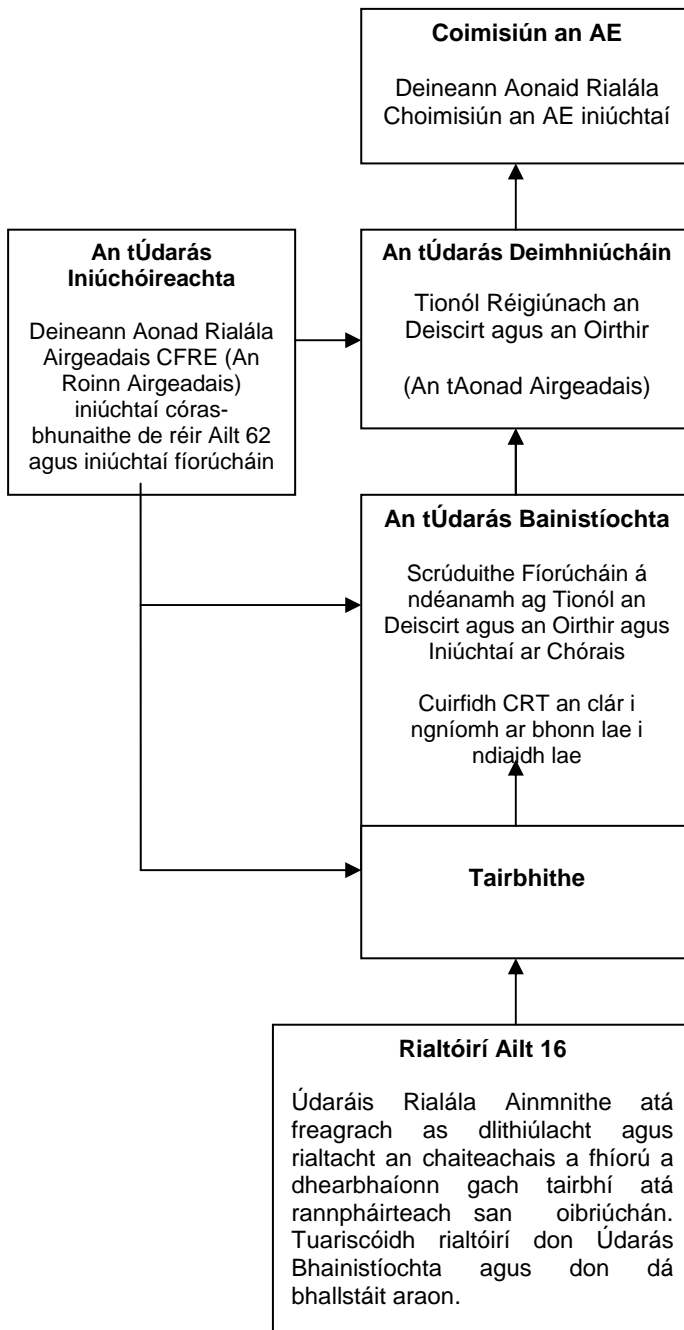 Coimisiún an AE
Deineann Aonaid Rialála
Choimisiún an AE iniúchtaí
An tÚdarás
Iniúchóireachta
Deineann Aonad Rialála
Airgeadais CFRE (An
Roinn Airgeadais)
iniúchtaí córas-
bhunaithe de réir Ailt 62
agus iniúchtaí fíorúcháin
An tÚdarás Deimhniúcháin
Tionól Réigiúnach an
Deiscirt agus an Oirthir
(An tAonad Airgeadais)
An tÚdarás Bainistíochta
Scrúduithe Fíorúcháin á
ndéanamh ag Tionól an
Deiscirt agus an Oirthir agus
Iniúchtaí ar Chórais
Cuirfidh CRT an clár i
ngníomh ar bhonn lae i
ndiaidh lae
Tairbhithe
Rialtóirí Ailt 16
Údaráis Rialála Ainmnithe atá
freagrach as dlithiúlacht agus
rialtacht an chaiteachais a fhíorú a
dhearbhaíonn gach tairbhí atá
rannpháirteach san oibriúchán.
Tuariscóidh rialtóirí don Údarás
Bhainistíochta agus don dá
bhallstáit araon.